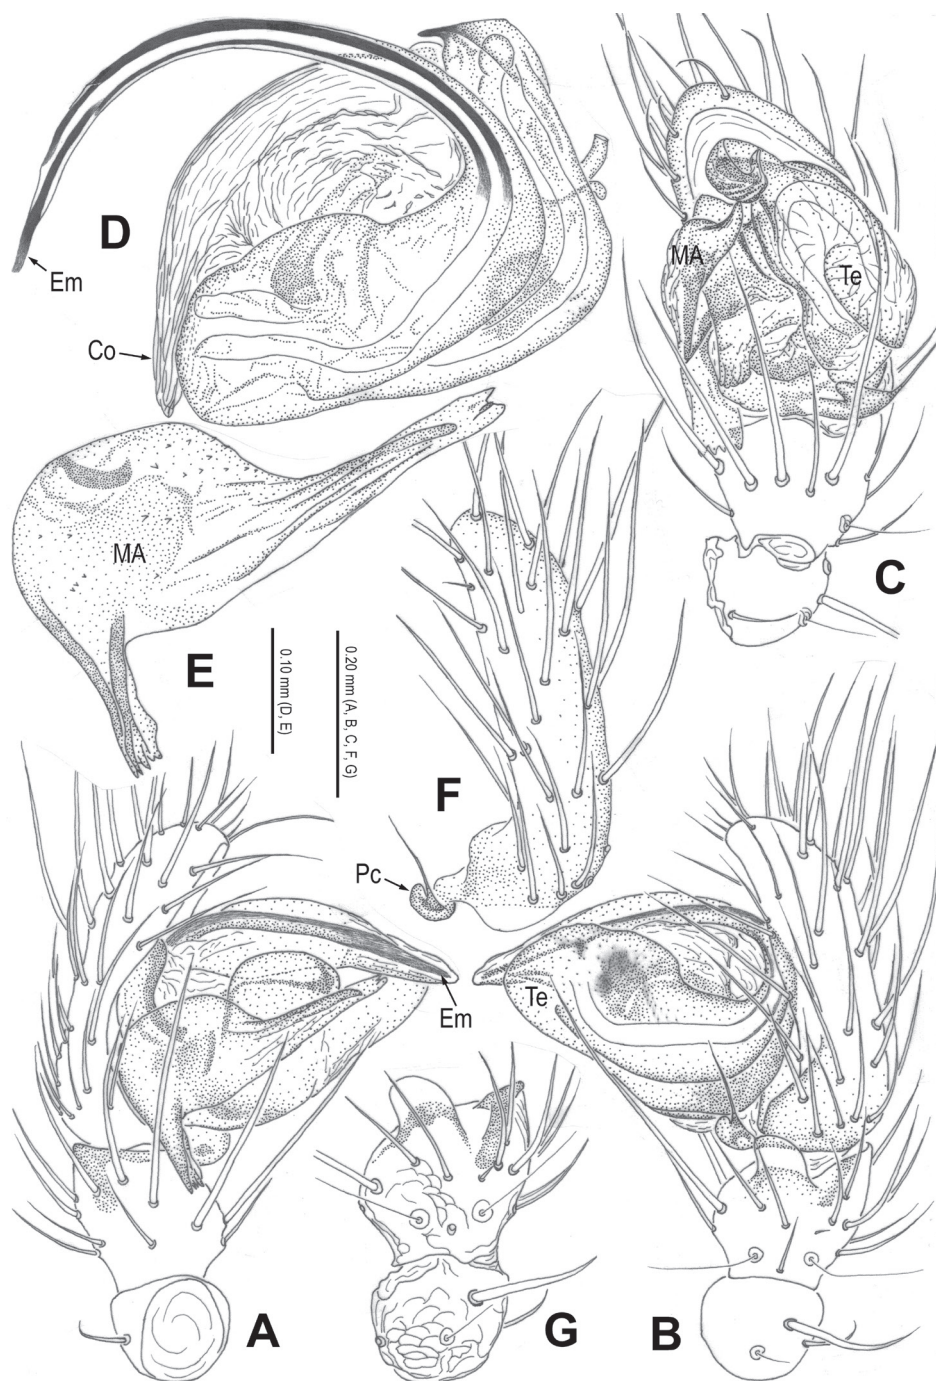 D
Em
Co
MA
Te
C
MA
E
0.10 mm (D, E)
0.20 mm (A, B, C, F, G)
F
Pc
Em
Te
A
G
B